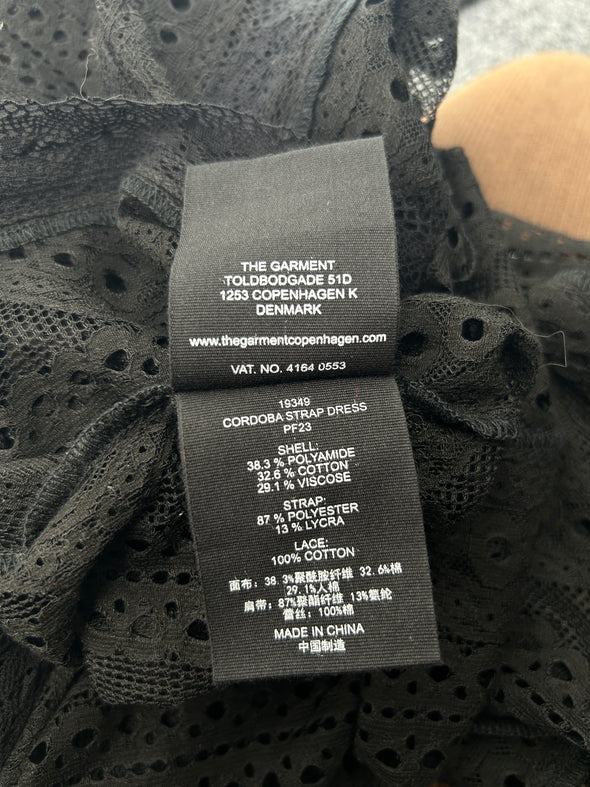 THE GARMENT
TOLDBODGADE 51D
1253 COPENHAGEN K
DENMARK
www.thegarmentcopenhagen.com
VAT. NO. 4164 0553
19349
CORDOBA STRAP DRESS
PF23
SHELL:
38.3 % POLYAMIDE
32.6 % COTTON
29.1 % VISCOSE
STRAP:
87 % POLYESTER
13 % LYCRA
LACE:
100% COTTON
面布：38.3%聚酰胺纤维 32.6%棉
29.1%人棉
肩带：87%聚酯纤维 13%氨纶
蕾丝：100%棉
MADE IN CHINA
中国制造